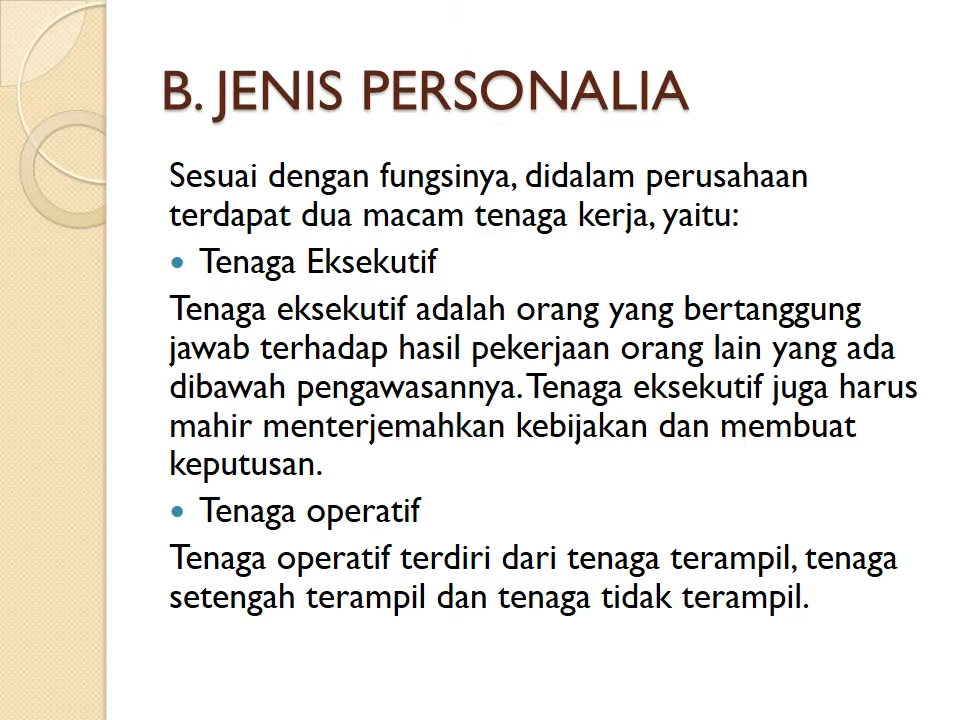 B. JENIS PERSONALIA
Sesuai dengan fungsinya, didalam perusahaan
terdapat dua macam tenaga kerja, yaitu:
• Tenaga Eksekutif
Tenaga eksekutif adalah orang yang bertanggung
jawab terhadap hasil pekerjaan orang lain yang ada
dibawah pengawasannya. Tenaga eksekutif juga harus
mahir menterjemahkan kebijakan dan membuat
keputusan.
• Tenaga operatif
Tenaga operatif terdiri dari tenaga terampil, tenaga
setengah terampil dan tenaga tidak terampil.